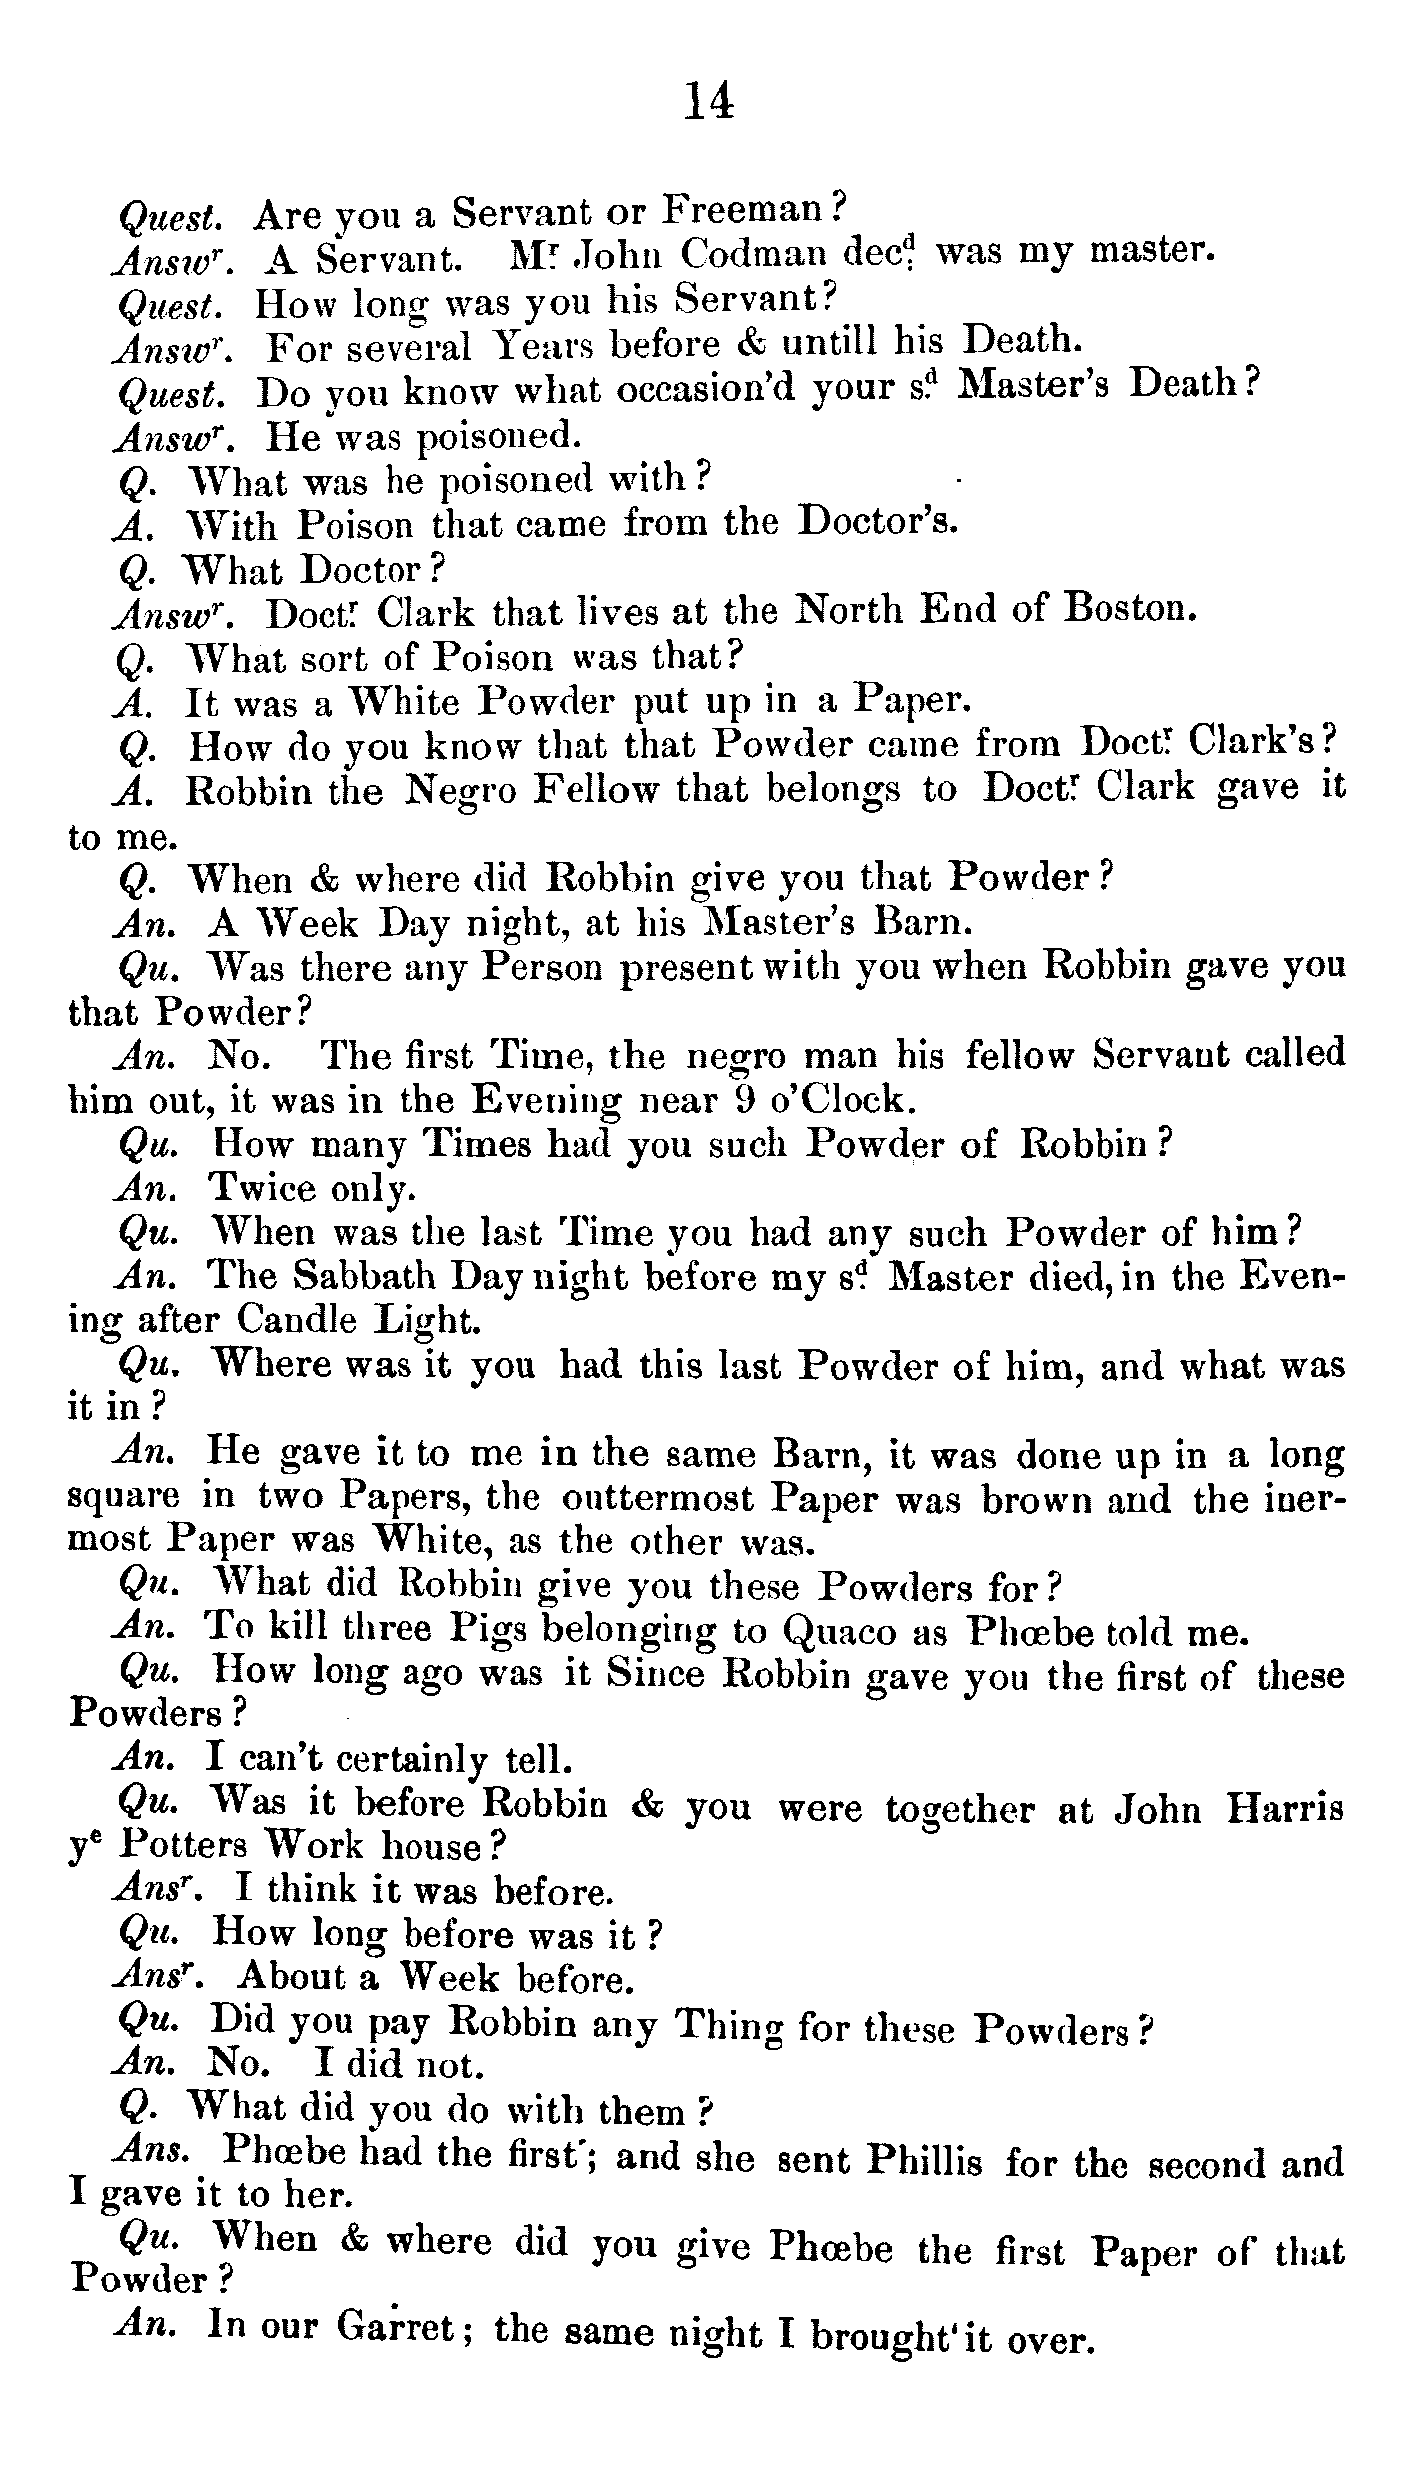 14
Quest. Are you a Servant or Freeman?
Answʳ. A Servant. Mʳ John Codman decᵈ was my master.
Quest. How long was you his Servant?
Answʳ. For several Years before & untill his Death.
Quest. Do you know what occasion'd your sᵈ Master's Death?
Answʳ. He was poisoned.
Q. What was he poisoned with?
A. With Poison that came from the Doctor's.
Q. What Doctor?
Answʳ. Doctʳ Clark that lives at the North End of Boston.
Q. What sort of Poison was that?
A. It was a White Powder put up in a Paper.
Q. How do you know that that Powder came from Doctʳ Clark's?
A. Robbin the Negro Fellow that belongs to Doctʳ Clark gave it
to me.
Q. When & where did Robbin give you that Powder?
An. A Week Day night, at his Master's Barn.
Qu. Was there any Person present with you when Robbin gave you
that Powder?
An. No. The first Time, the negro man his fellow Servant called
him out, it was in the Evening near 9 o'Clock.
Qu. How many Times had you such Powder of Robbin?
An. Twice only.
Qu. When was the last Time you had any such Powder of him?
An. The Sabbath Day night before my sᵈ Master died, in the Even-
ing after Candle Light.
Qu. Where was it you had this last Powder of him, and what was
it in?
An. He gave it to me in the same Barn, it was done up in a long
square in two Papers, the outtermost Paper was brown and the iner-
most Paper was White, as the other was.
Qu. What did Robbin give you these Powders for?
An. To kill three Pigs belonging to Quaco as Phœbe told me.
Qu. How long ago was it Since Robbin gave you the first of these
Powders?
An. I can't certainly tell.
Qu. Was it before Robbin & you were together at John Harris
yᵉ Potters Work house?
Ansʳ. I think it was before.
Qu. How long before was it?
Ansʳ. About a Week before.
Qu. Did you pay Robbin any Thing for these Powders?
An. No. I did not.
Q. What did you do with them?
Ans. Phœbe had the first; and she sent Phillis for the second and
I gave it to her.
Qu. When & where did you give Phœbe the first Paper of that
Powder?
An. In our Garret; the same night I brought it over.